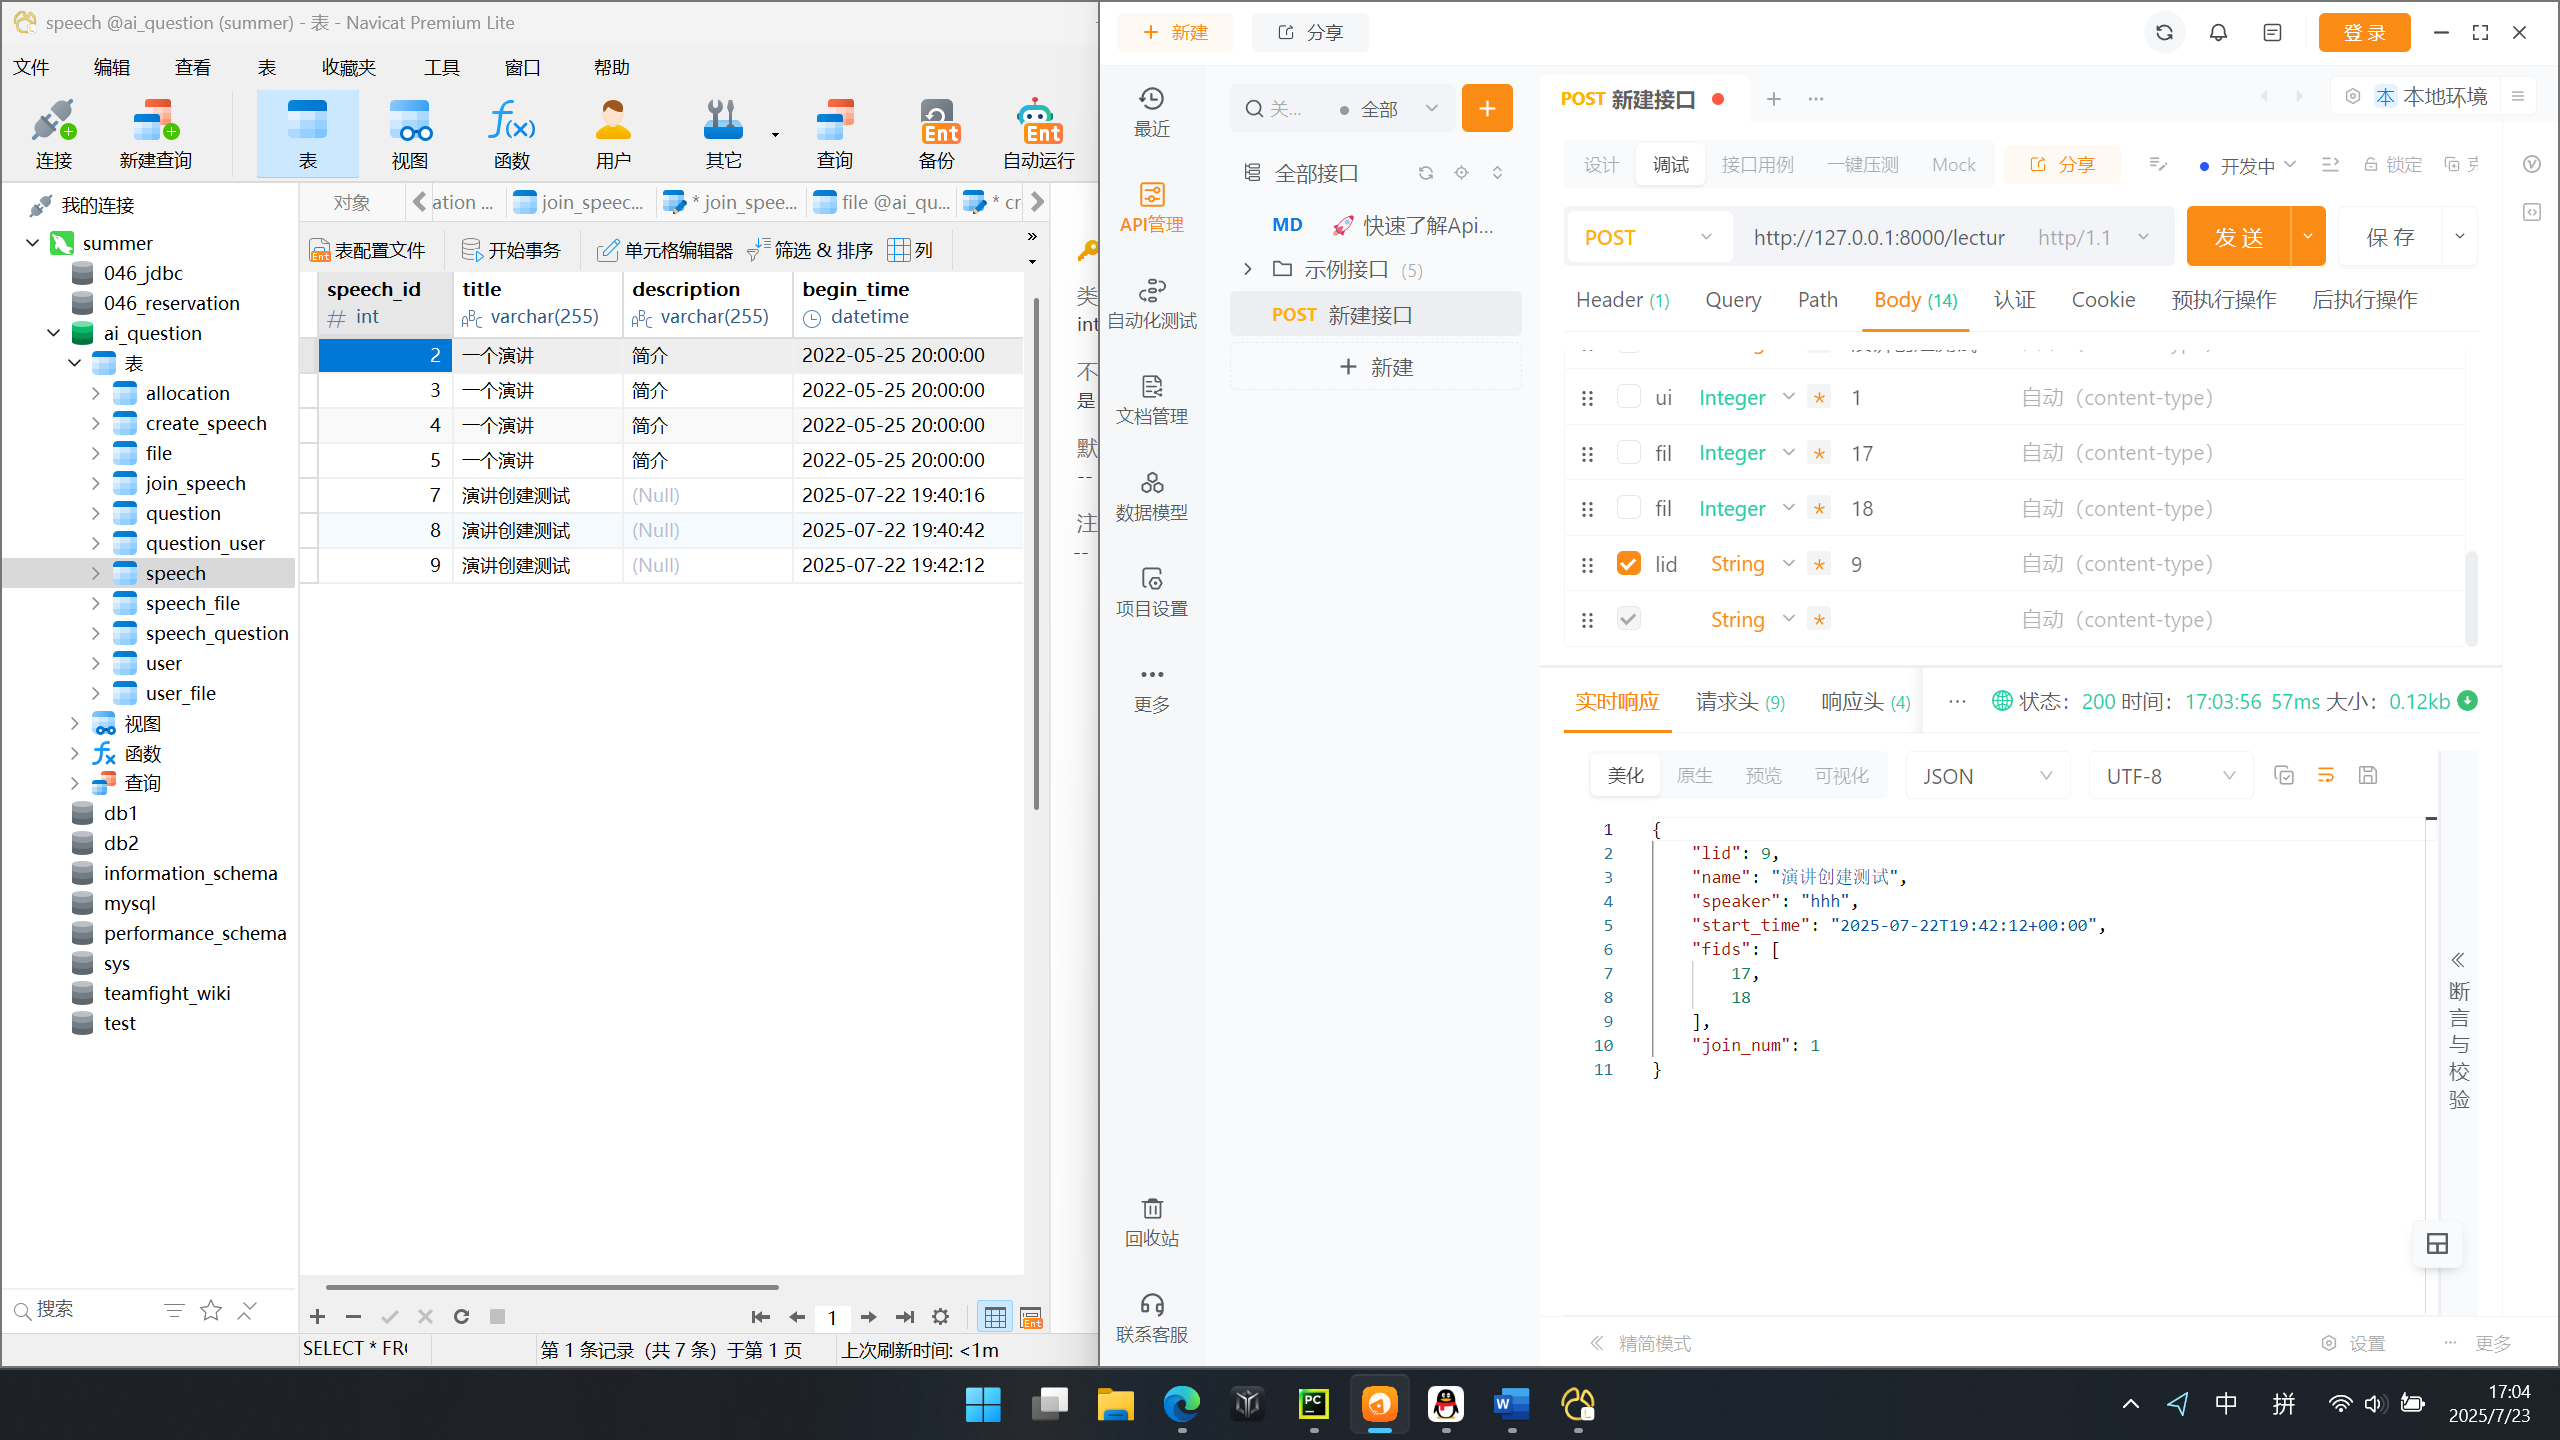 speech @ai_question (summer) - 表 - Navicat Premium Lite
文件 编辑 查看 表 收藏夹 工具 窗口 帮助
连接 新建查询 表 视图 函数 用户 其它 查询 备份 自动运行
Ent Ent
我的连接
summer
046_jdbc
046_reservation
ai_question
表
allocation
create_speech
file
join_speech
question
question_user
speech
speech_file
speech_question
user
user_file
视图
函数
查询
db1
db2
information_schema
mysql
performance_schema
sys
teamfight_wiki
test
搜索
对象 ation ... join_speec... * join_spee... file @ai_qu... * cr
表配置文件 开始事务 单元格编辑器 筛选 & 排序 列
speech_id title description begin_time
# int varchar(255) varchar(255) datetime
2 一个演讲 简介 2022-05-25 20:00:00
3 一个演讲 简介 2022-05-25 20:00:00
4 一个演讲 简介 2022-05-25 20:00:00
5 一个演讲 简介 2022-05-25 20:00:00
7 演讲创建测试 (Null) 2025-07-22 19:40:16
8 演讲创建测试 (Null) 2025-07-22 19:40:42
9 演讲创建测试 (Null) 2025-07-22 19:42:12
类
int
不
是
默
--
注
--
1
SELECT * FR
第 1 条记录（共 7 条）于第 1 页
上次刷新时间: <1m
新建 分享 登 录
最近
API管理
自动化测试
文档管理
数据模型
项目设置
更多
回收站
联系客服
关... 全部
全部接口
MD 🚀 快速了解Api...
示例接口 (5)
POST 新建接口
新建
POST 新建接口
本 本地环境
设计 调试 接口用例 一键压测 Mock 分享 开发中 锁定
POST http://127.0.0.1:8000/lectur http/1.1 发 送 保 存
Header (1) Query Path Body (14) 认证 Cookie 预执行操作 后执行操作
ui Integer * 1 自动（content-type）
fil Integer * 17 自动（content-type）
fil Integer * 18 自动（content-type）
lid String * 9 自动（content-type）
String * 自动（content-type）
实时响应 请求头 (9) 响应头 (4) ... 状态： 200 时间： 17:03:56 57ms 大小： 0.12kb
美化 原生 预览 可视化 JSON UTF-8
1 {
2 "lid": 9,
3 "name": "演讲创建测试",
4 "speaker": "hhh",
5 "start_time": "2025-07-22T19:42:12+00:00",
6 "fids": [
7 17,
8 18
9 ],
10 "join_num": 1
11 }
断言与校验
精简模式 设置 更多
中 拼 17:04
2025/7/23